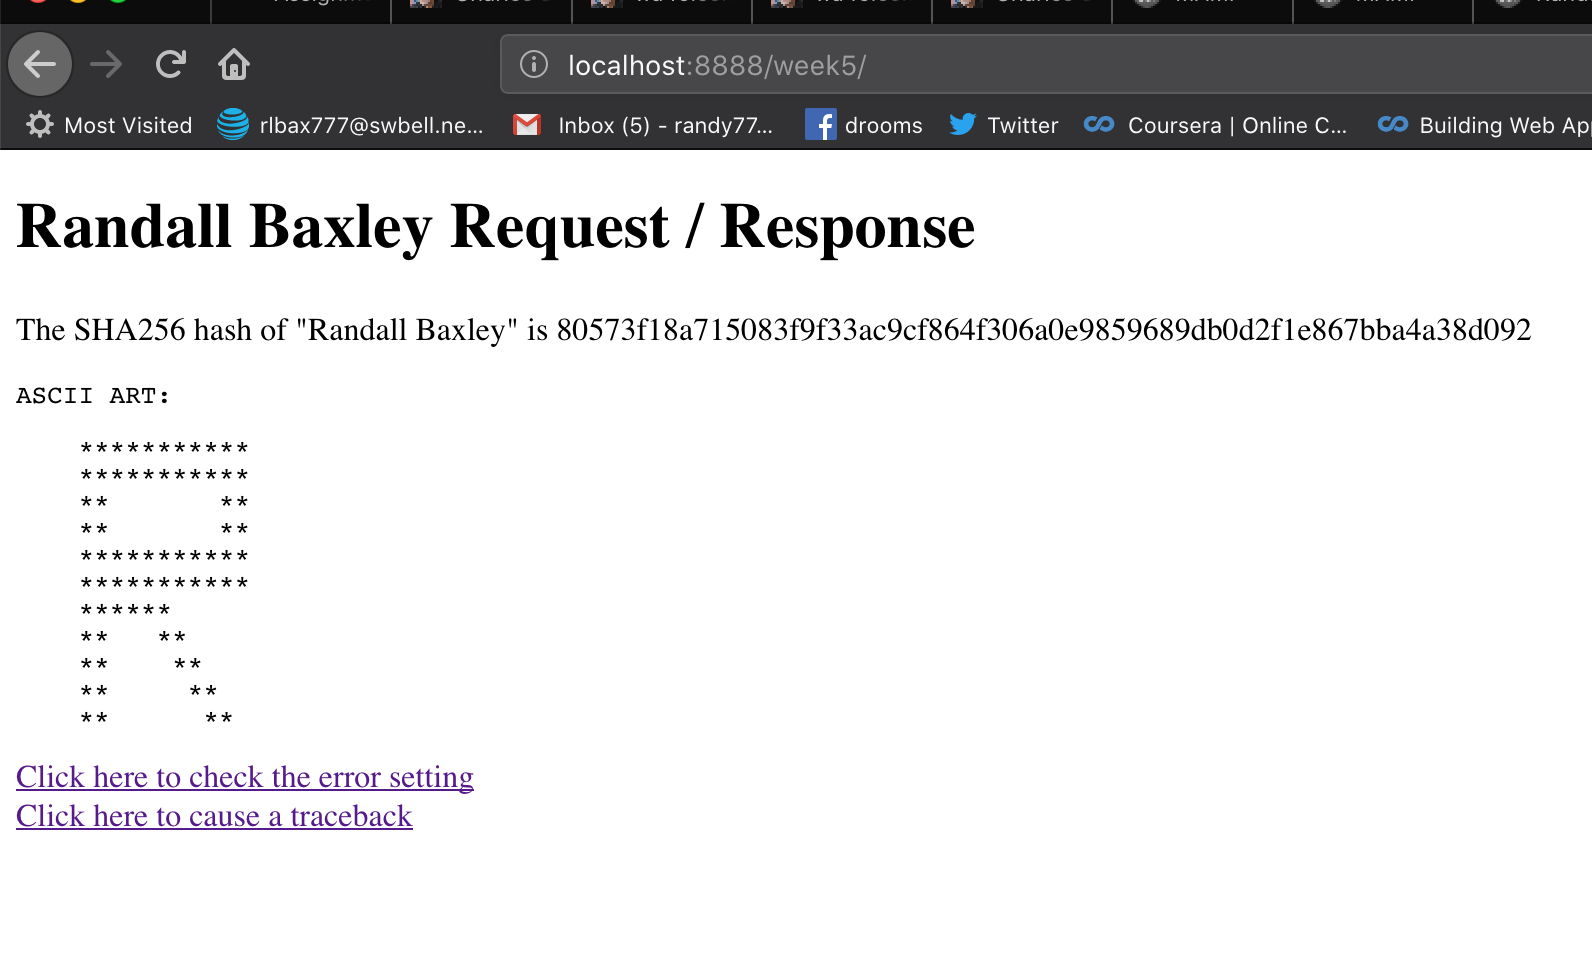 localhost:8888/week5/
Most Visited rlbax777@swbell.ne... Inbox (5) - randy77... drooms Twitter Coursera | Online C... Building Web
Randall Baxley Request / Response
The SHA256 hash of "Randall Baxley" is 80573f18a715083f9f33ac9cf864f306a0e9859689db0d2f1e867bba4a38d092
ASCII ART:
    ***********
    ***********
    **       **
    **       **
    ***********
    ***********
    ******
    **   **
    **    **
    **     **
    **      **
Click here to check the error setting
Click here to cause a traceback